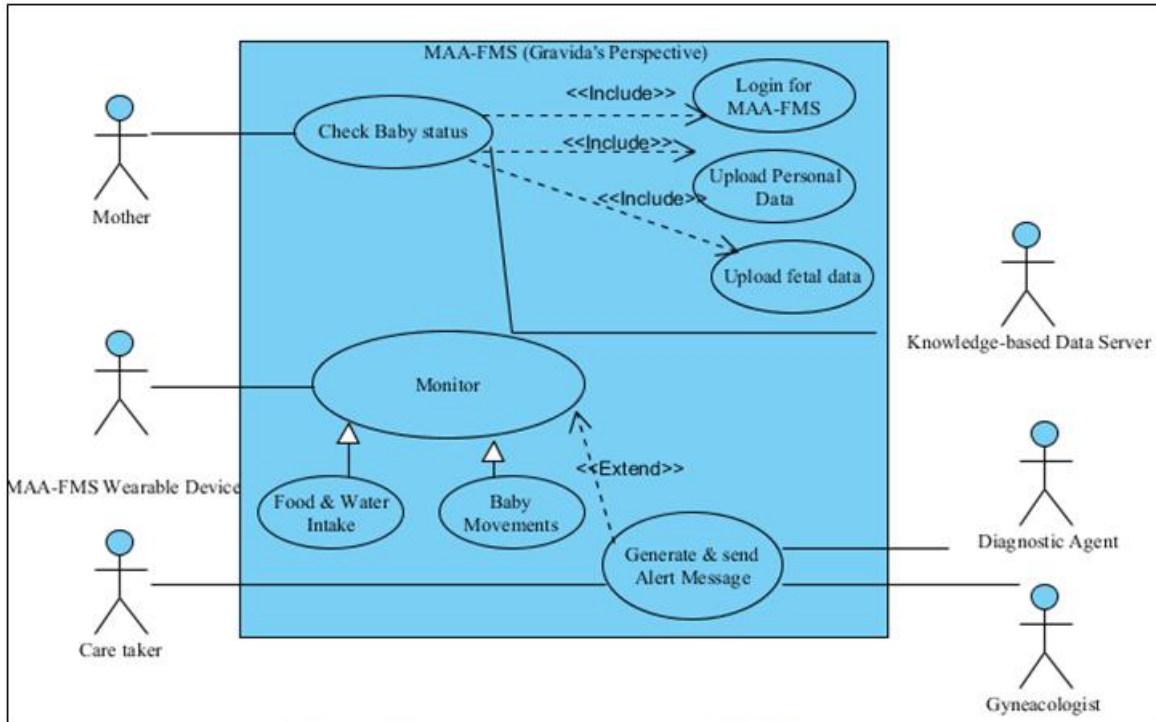 MAA-FMS (Gravida's Perspective)
<<Include>>
Login for
MAA-FMS
Check Baby status
<<Include>>
Upload Personal
Data
<<Include>>
Mother
Upload fetal data
Knowledge-based Data Server
Monitor
<<Extend>>
MAA-FMS Wearable Device
Food & Water
Intake
Baby
Movements
Generate & send
Alert Message
Diagnostic Agent
Care taker
Gyneacologist